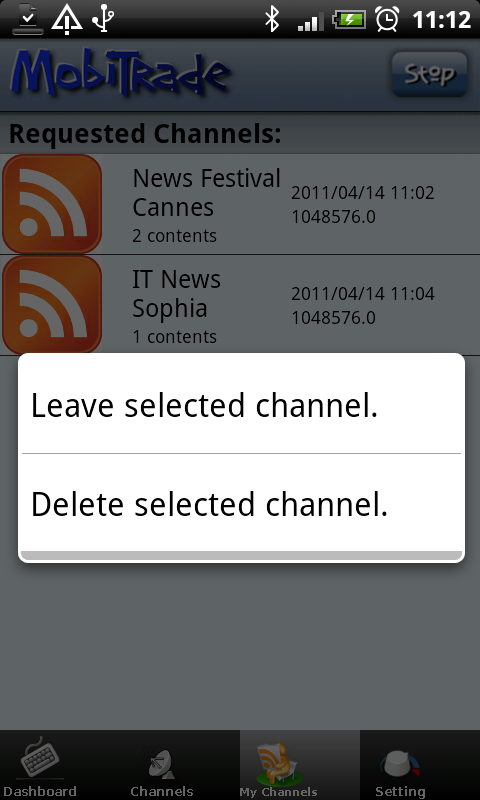 11:12
MobiTrade
Stop
Requested Channels:
News Festival
Cannes
2 contents
2011/04/14 11:02
1048576.0
IT News
Sophia
1 contents
2011/04/14 11:04
1048576.0
Leave selected channel.
Delete selected channel.
Dashboard
Channels
My Channels
Setting